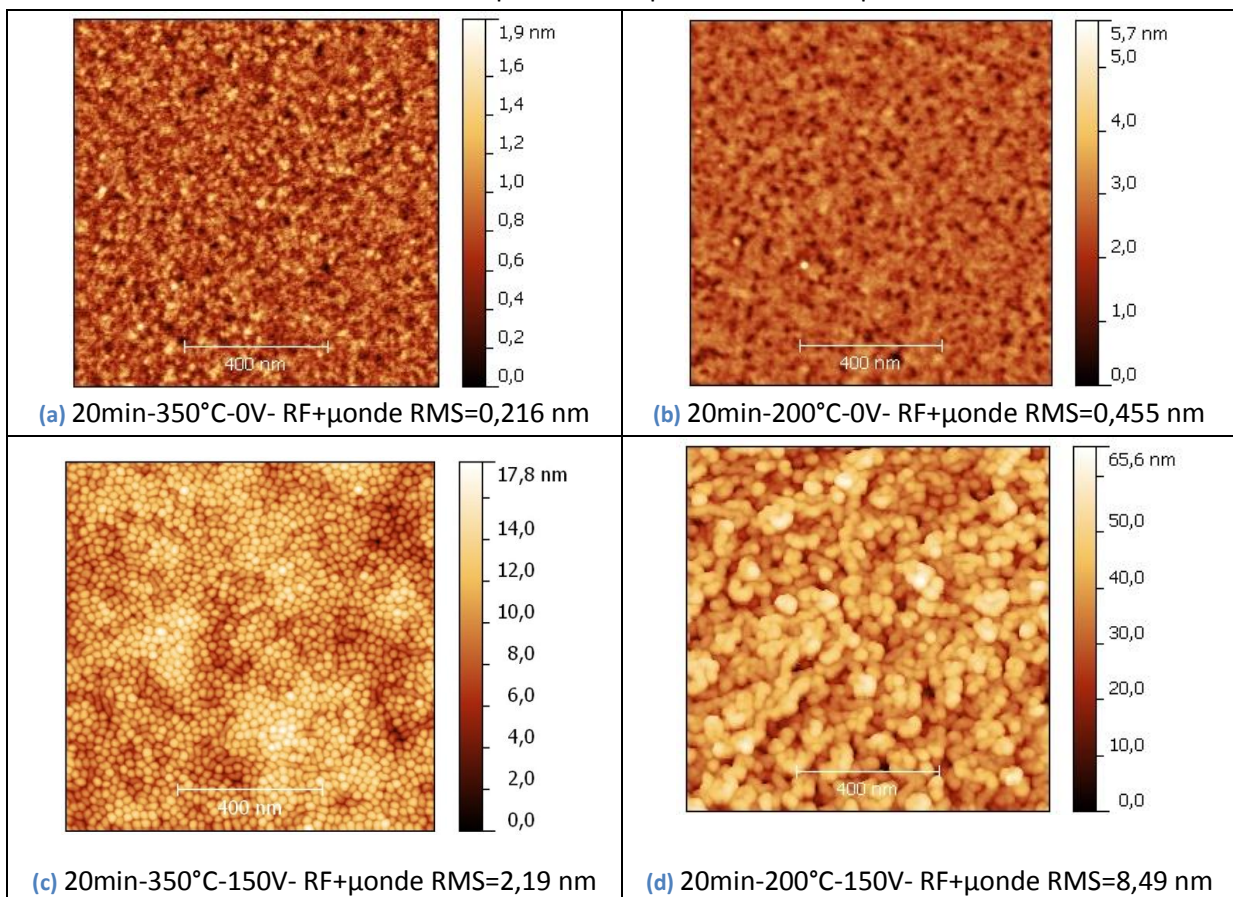 1,9 nm
1,6
1,4
1,2
1,0
0,8
0,6
0,4
0,2
0,0
400 nm
(a) 20min-350°C-0V- RF+µonde RMS=0,216 nm
5,7 nm
5,0
4,0
3,0
2,0
1,0
0,0
400 nm
(b) 20min-200°C-0V- RF+µonde RMS=0,455 nm
17,8 nm
14,0
12,0
10,0
8,0
6,0
4,0
2,0
0,0
400 nm
(c) 20min-350°C-150V- RF+µonde RMS=2,19 nm
65,6 nm
50,0
40,0
30,0
20,0
10,0
0,0
400 nm
(d) 20min-200°C-150V- RF+µonde RMS=8,49 nm